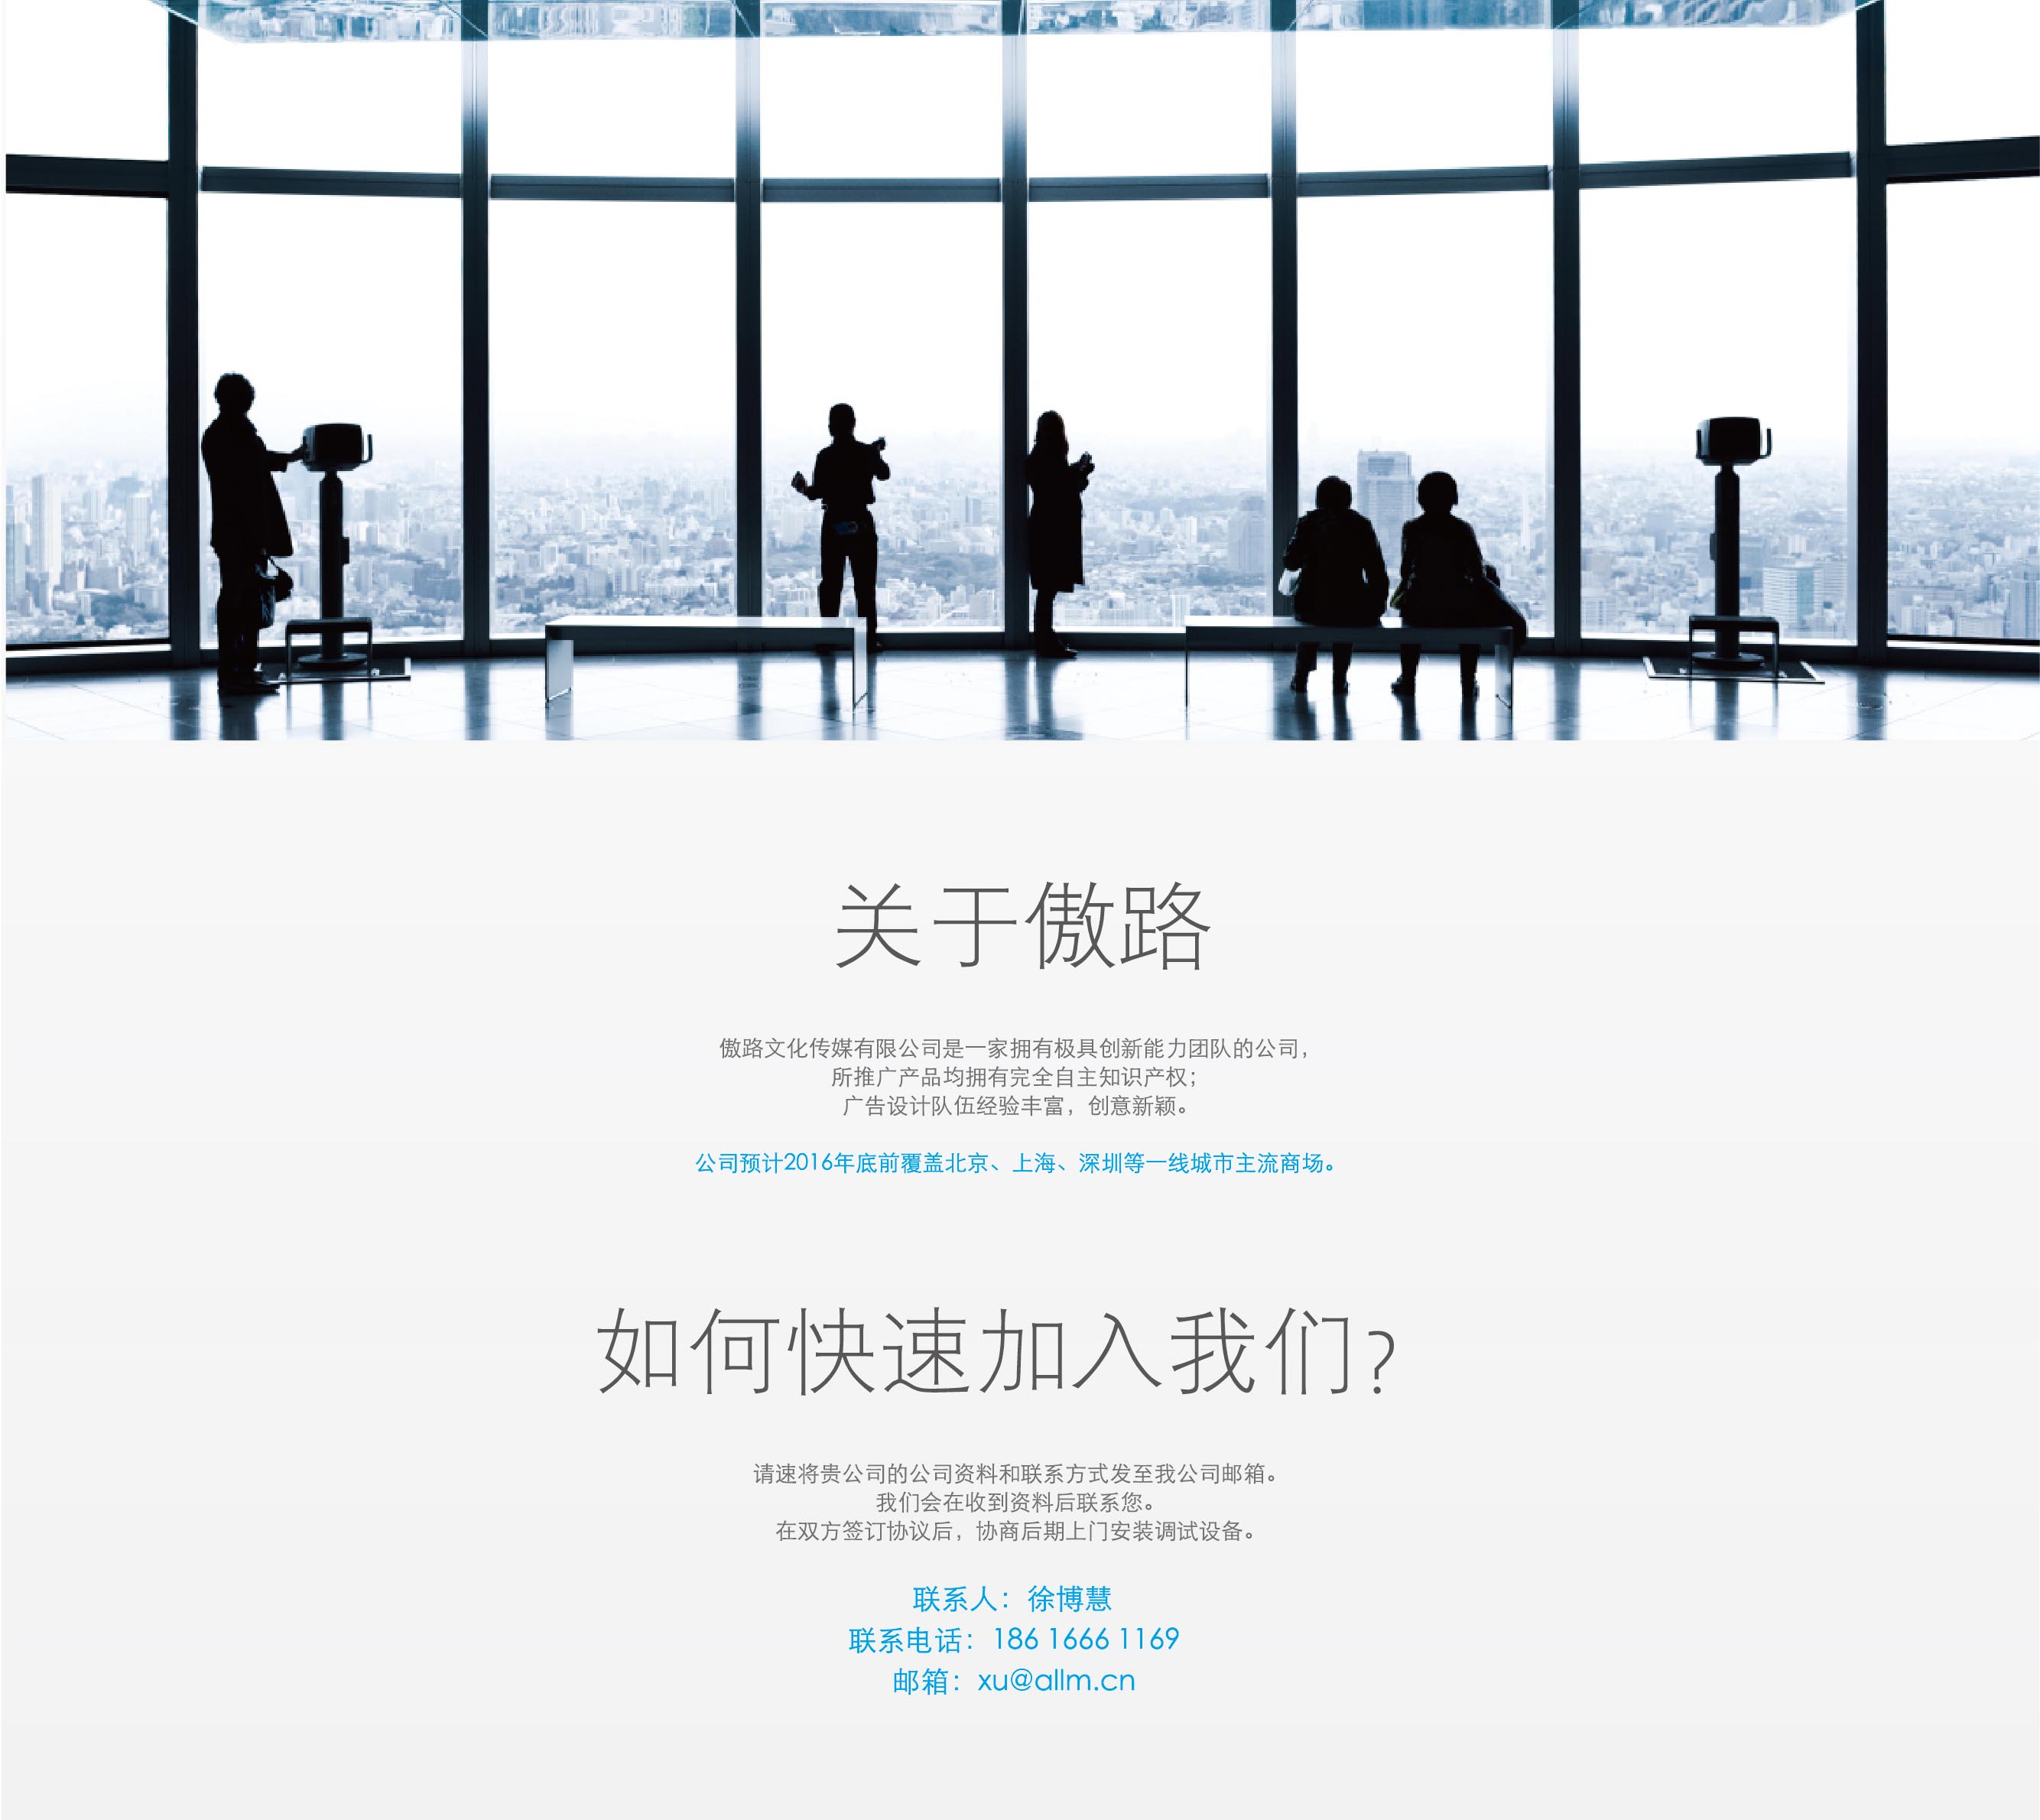 关于傲路
傲路文化传媒有限公司是一家拥有极具创新能力团队的公司，
所推广产品均拥有完全自主知识产权；
广告设计队伍经验丰富，创意新颖。
公司预计2016年底前覆盖北京、上海、深圳等一线城市主流商场。
如何快速加入我们?
请速将贵公司的公司资料和联系方式发至我公司邮箱。
我们会在收到资料后联系您。
在双方签订协议后，协商后期上门安装调试设备。
联系人：徐博慧
联系电话：186 1666 1169
邮箱：xu@allm.cn